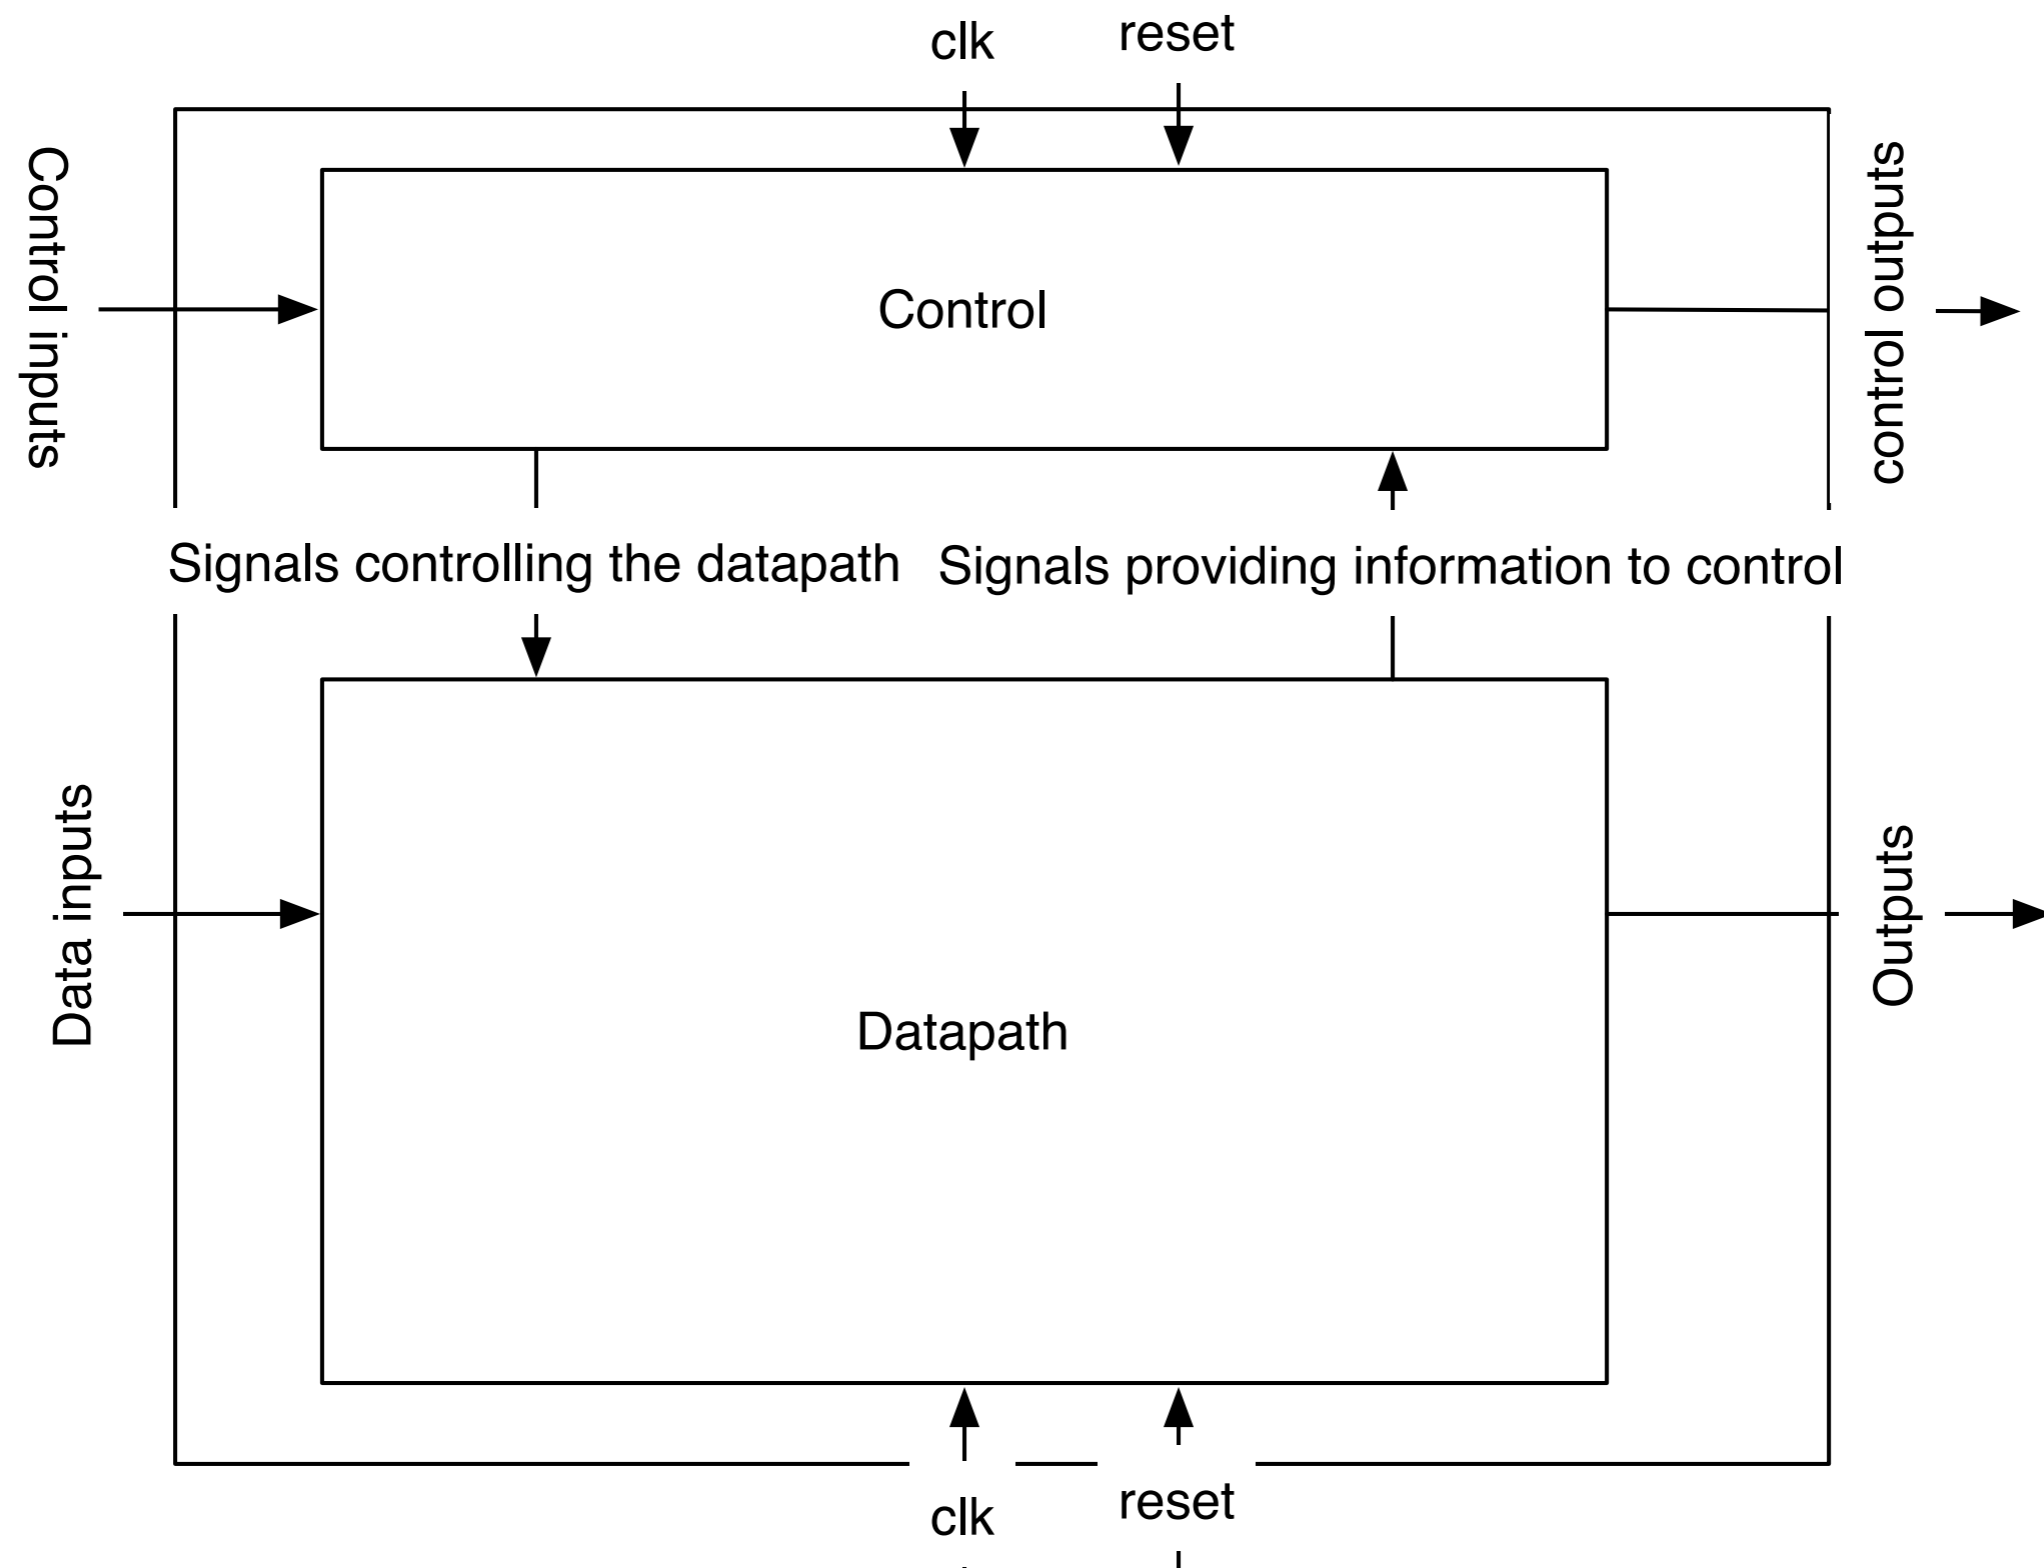 clk
reset
Control inputs
Control
control outputs
Signals controlling the datapath
Signals providing information to control
Data inputs
Datapath
Outputs
clk
reset